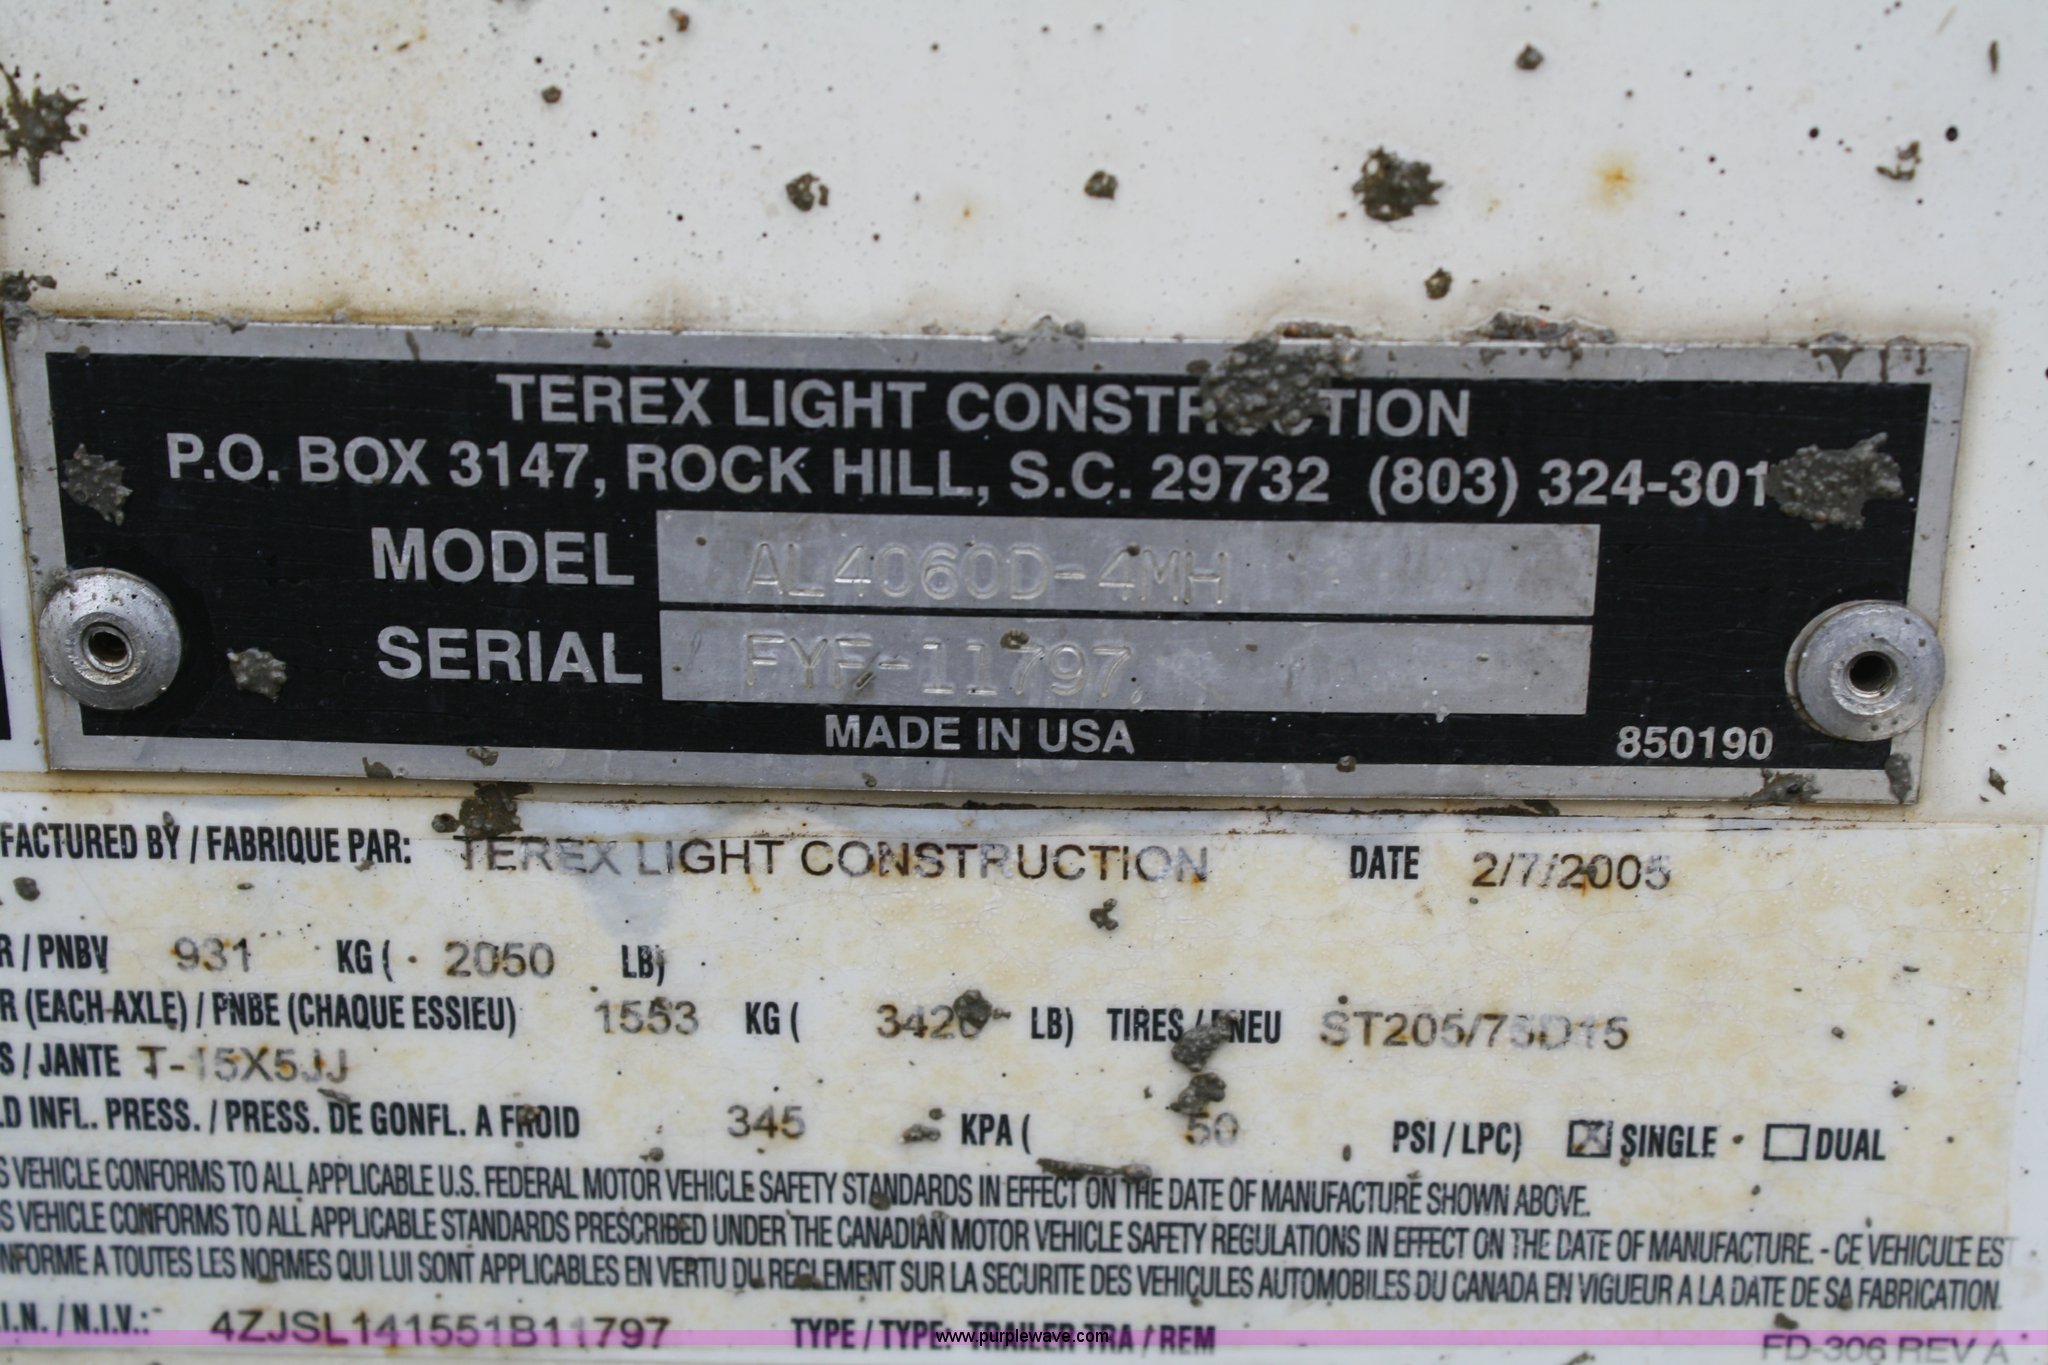 TEREX LIGHT CONSTRUCTION
P.O. BOX 3147, ROCK HILL, S.C. 29732 (803) 324-301
MODEL AL4060D-4MH
SERIAL FYF-11797
MADE IN USA 850190
FACTURED BY / FABRIQUE PAR: TEREX LIGHT CONSTRUCTION DATE 2/7/2005
R / PNBV 931 KG ( 2050 LB)
R (EACH AXLE) / PNBE (CHAQUE ESSIEU) 1553 KG ( 3420 LB) TIRES / PNEU ST205/75D15
S / JANTE T-15X5JJ
LD INFL. PRESS. / PRESS. DE GONFL. A FROID 345 KPA ( 50 PSI / LPC) SINGLE DUAL
S VEHICLE CONFORMS TO ALL APPLICABLE U.S. FEDERAL MOTOR VEHICLE SAFETY STANDARDS IN EFFECT ON THE DATE OF MANUFACTURE SHOWN ABOVE.
S VEHICLE CONFORMS TO ALL APPLICABLE STANDARDS PRESCRIBED UNDER THE CANADIAN MOTOR VEHICLE SAFETY REGULATIONS IN EFFECT ON THE DATE OF MANUFACTURE. - CE VEHICULE EST
NFORME A TOUTES LES NORMES QUI LUI SONT APPLICABLES EN VERTU DU REGLEMENT SUR LA SECURITE DES VEHICULES AUTOMOBILES DU CANADA EN VIGUEUR A LA DATE DE SA FABRICATION.
.I.N. / N.I.V.: 4ZJSL141551B11797 TYPE / TYPE: TRAILER TRA / REM FD-306 REV A
www.purplewave.com